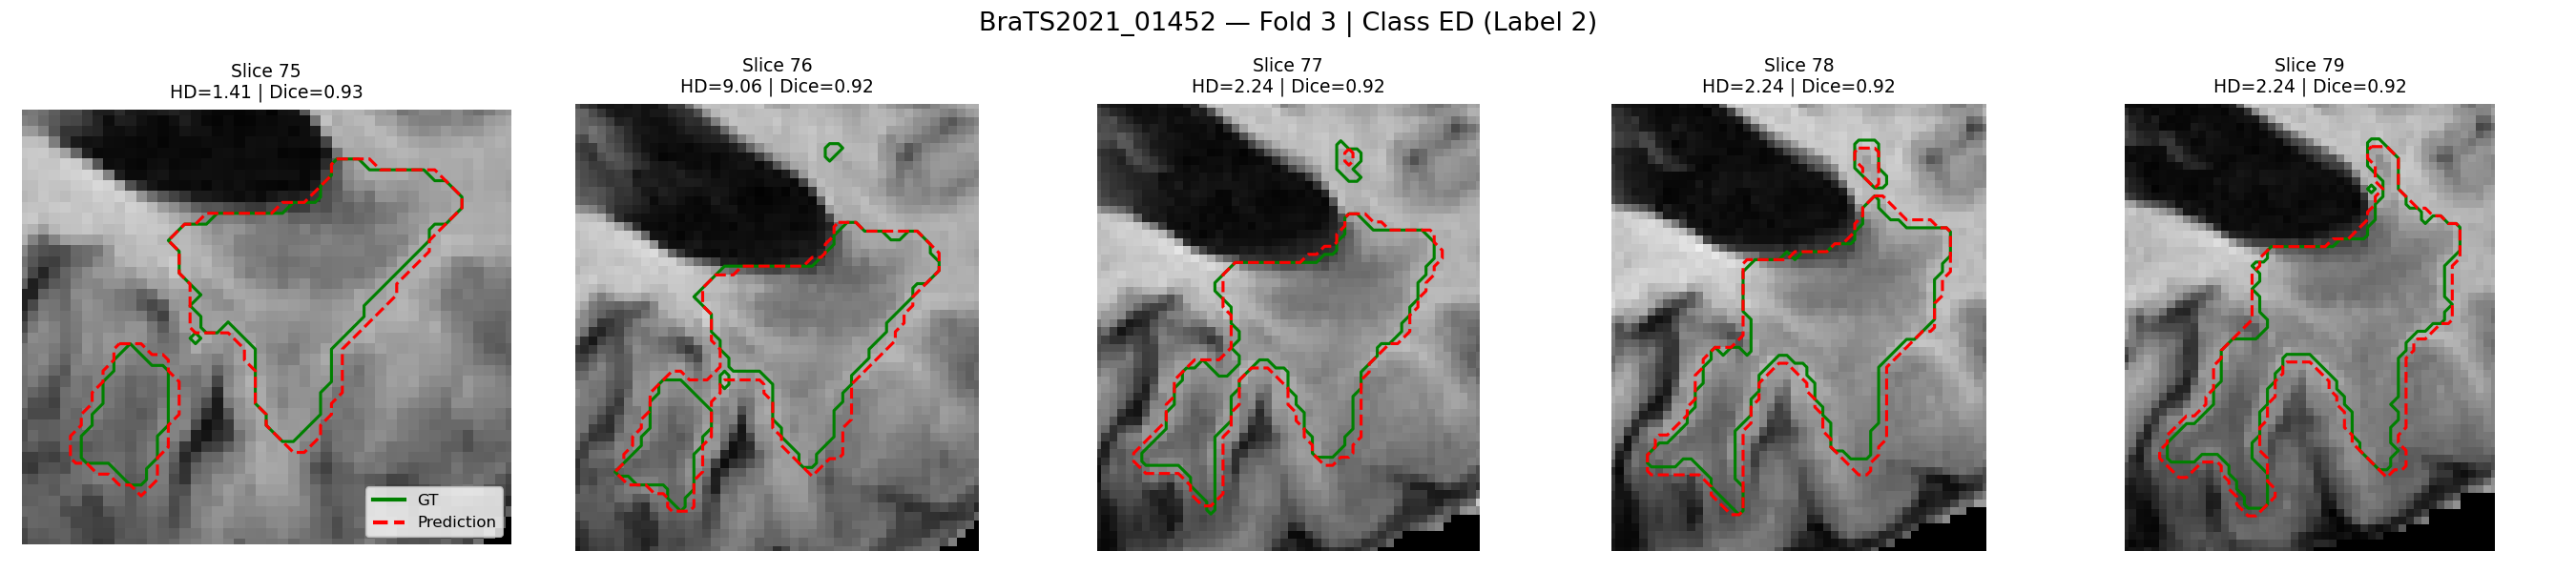 BraTS2021_01452 — Fold 3 | Class ED (Label 2)
Slice 75
HD=1.41 | Dice=0.93
Slice 76
HD=9.06 | Dice=0.92
Slice 77
HD=2.24 | Dice=0.92
Slice 78
HD=2.24 | Dice=0.92
Slice 79
HD=2.24 | Dice=0.92
GT
Prediction